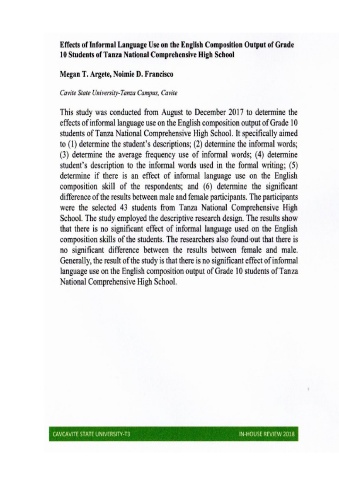 Effects of Informal Language Use on the English Composition Output of Grade
10 Students of Tanza National Comprehensive High School
Megan T. Argete, Noimie D. Francisco
Cavite State University-Tanza Campus, Cavite
This study was conducted from August to December 2017 to determine the
effects of informal language use on the English composition output of Grade 10
students of Tanza National Comprehensive High School. It specifically aimed
to (1) determine the student's descriptions; (2) determine the informal words;
(3) determine the average frequency use of informal words; (4) determine
student's description to the informal words used in the formal writing; (5)
determine if there is an effect of informal language use on the English
composition skill of the respondents; and (6) determine the significant
difference of the results between male and female participants. The participants
were the selected 43 students from Tanza National Comprehensive High
School. The study employed the descriptive research design. The results show
that there is no significant effect of informal language used on the English
composition skills of the students. The researchers also found out that there is
no significant difference between the results between female and male.
Generally, the result of the study is that there is no significant effect of informal
language use on the English composition output of Grade 10 students of Tanza
National Comprehensive High School.
CAVCAVITE STATE UNIVERSITY-T3 IN-HOUSE REVIEW 2018